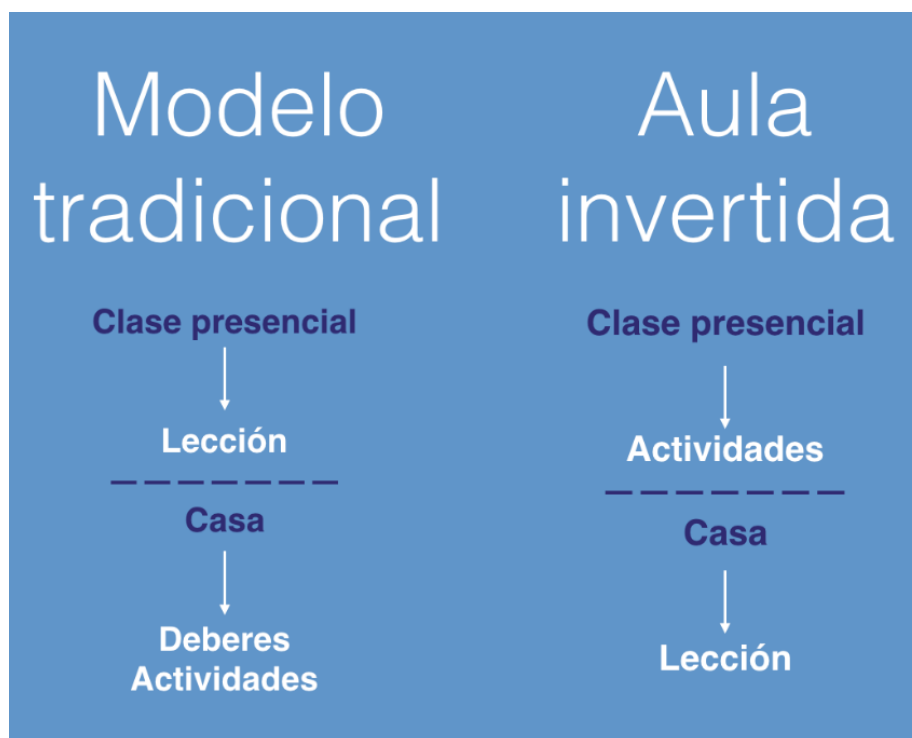 Modelo
tradicional
Clase presencial
Lección
Casa
Deberes
Actividades
Aula
invertida
Clase presencial
Actividades
Casa
Lección